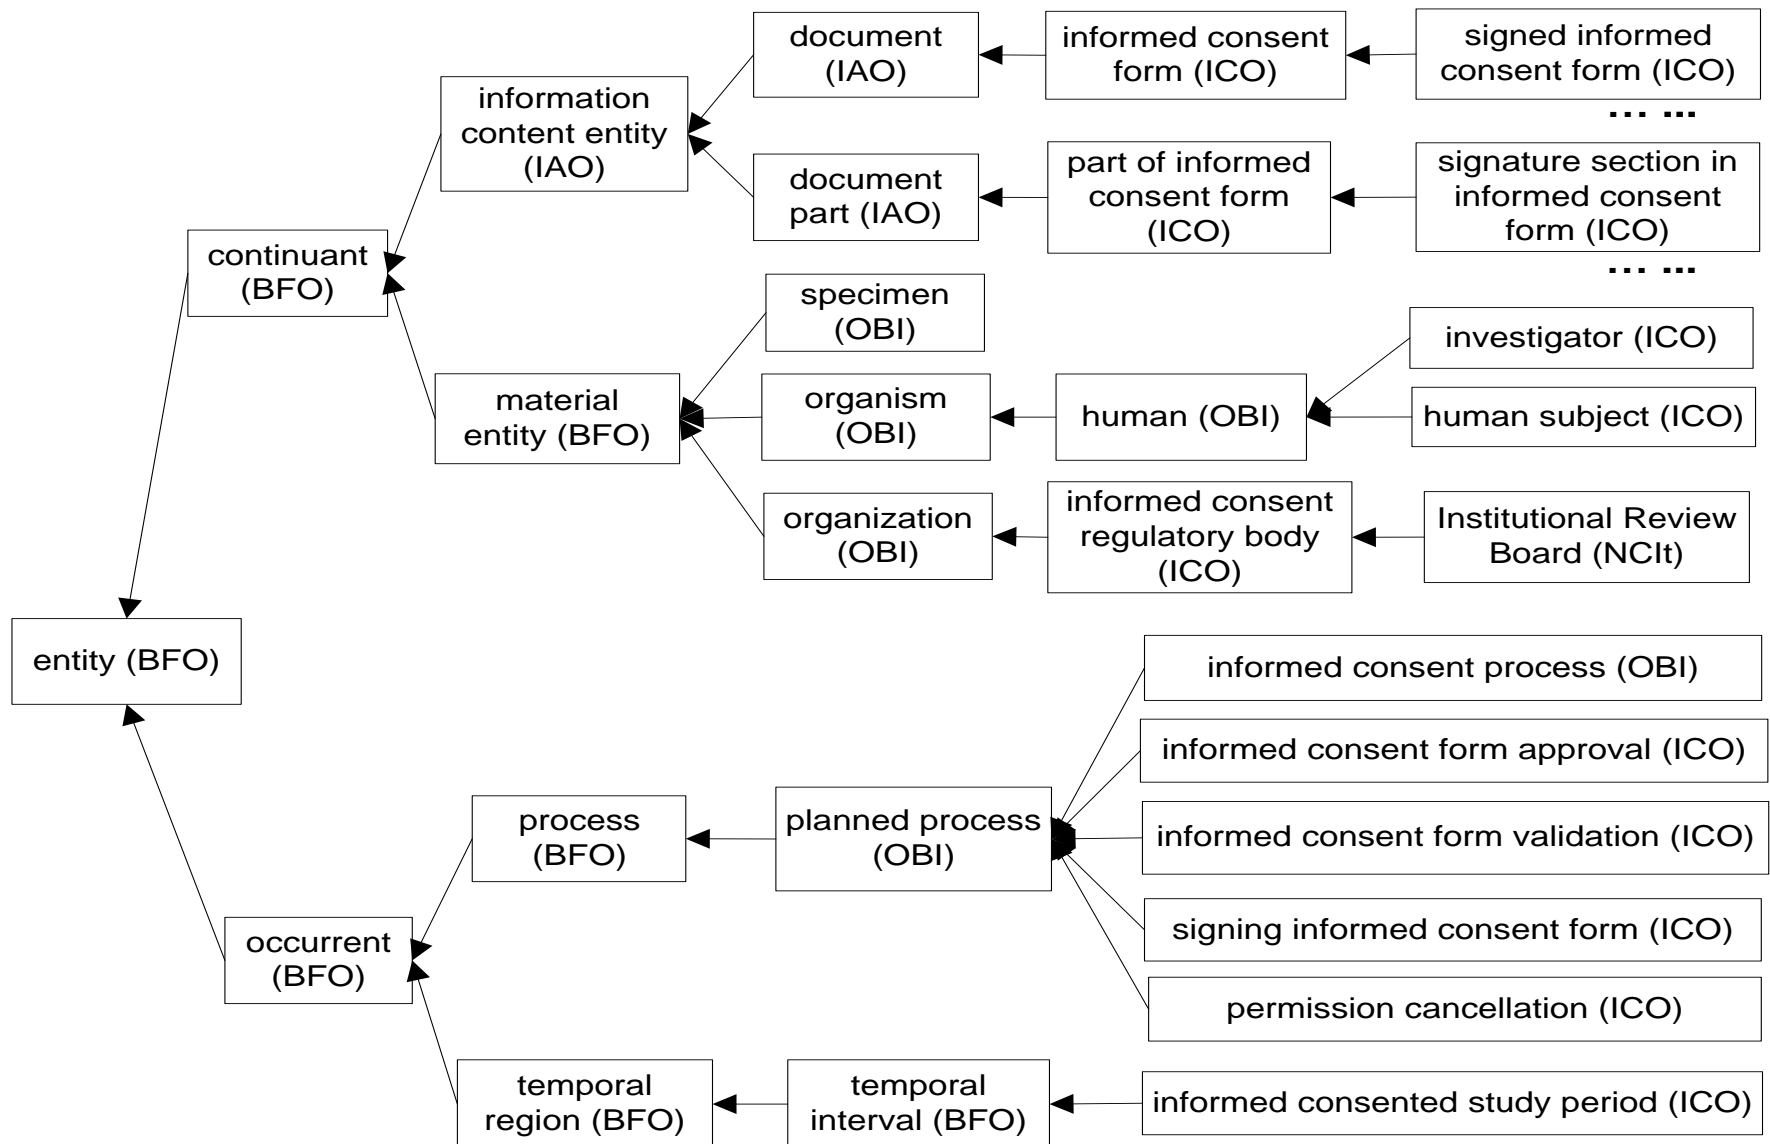 document
(IAO)
informed consent
form (ICO)
signed informed
consent form (ICO)
... ...
information
content entity
(IAO)
document
part (IAO)
part of informed
consent form
(ICO)
signature section in
informed consent
form (ICO)
... ...
continuant
(BFO)
specimen
(OBI)
investigator (ICO)
material
entity (BFO)
organism
(OBI)
human (OBI)
human subject (ICO)
organization
(OBI)
informed consent
regulatory body
(ICO)
Institutional Review
Board (NCIt)
entity (BFO)
informed consent process (OBI)
informed consent form approval (ICO)
process
(BFO)
planned process
(OBI)
informed consent form validation (ICO)
signing informed consent form (ICO)
occurrent
(BFO)
permission cancellation (ICO)
temporal
region (BFO)
temporal
interval (BFO)
informed consented study period (ICO)